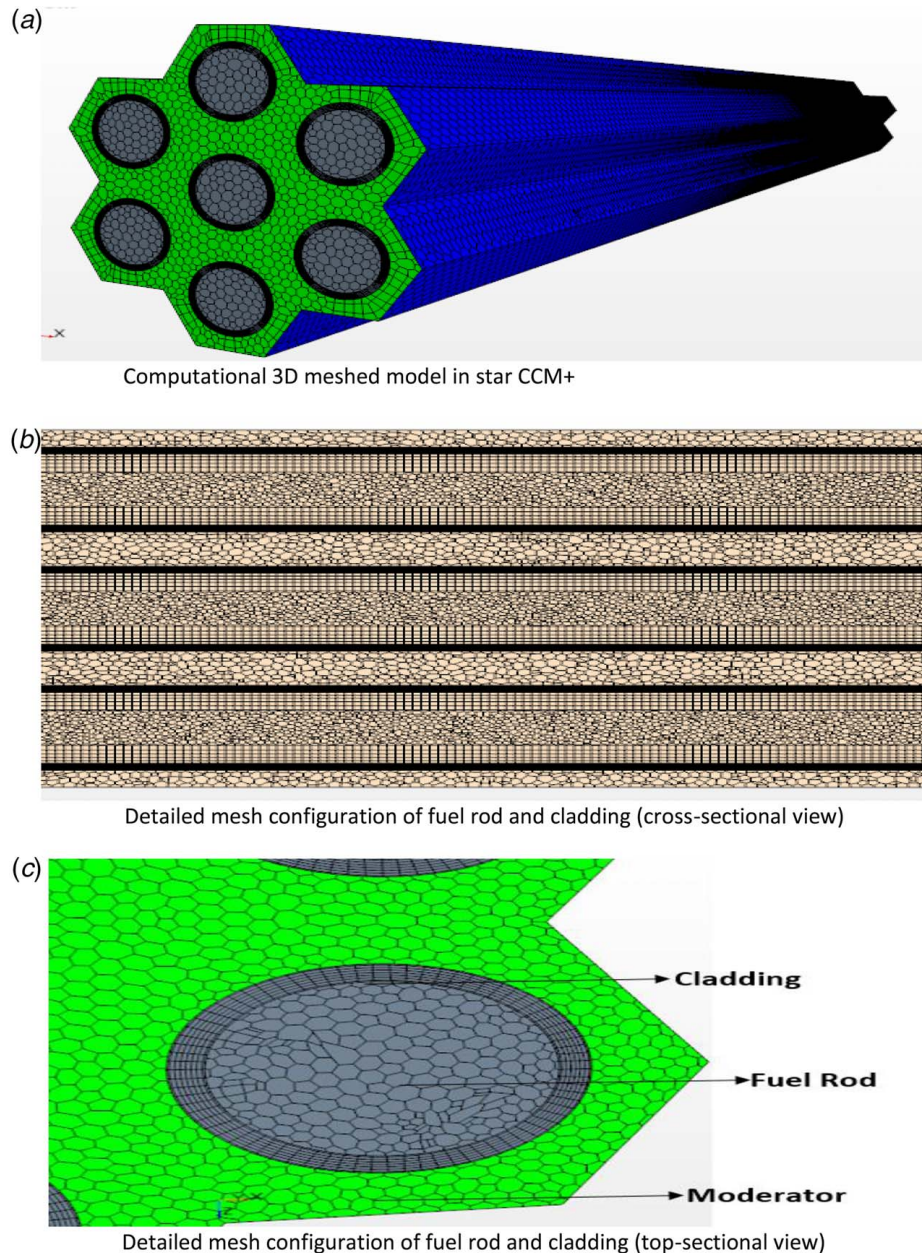 (a)
X
Computational 3D meshed model in star CCM+
(b)
Detailed mesh configuration of fuel rod and cladding (cross-sectional view)
(c)
Cladding
Fuel Rod
Moderator
X
Z
Detailed mesh configuration of fuel rod and cladding (top-sectional view)